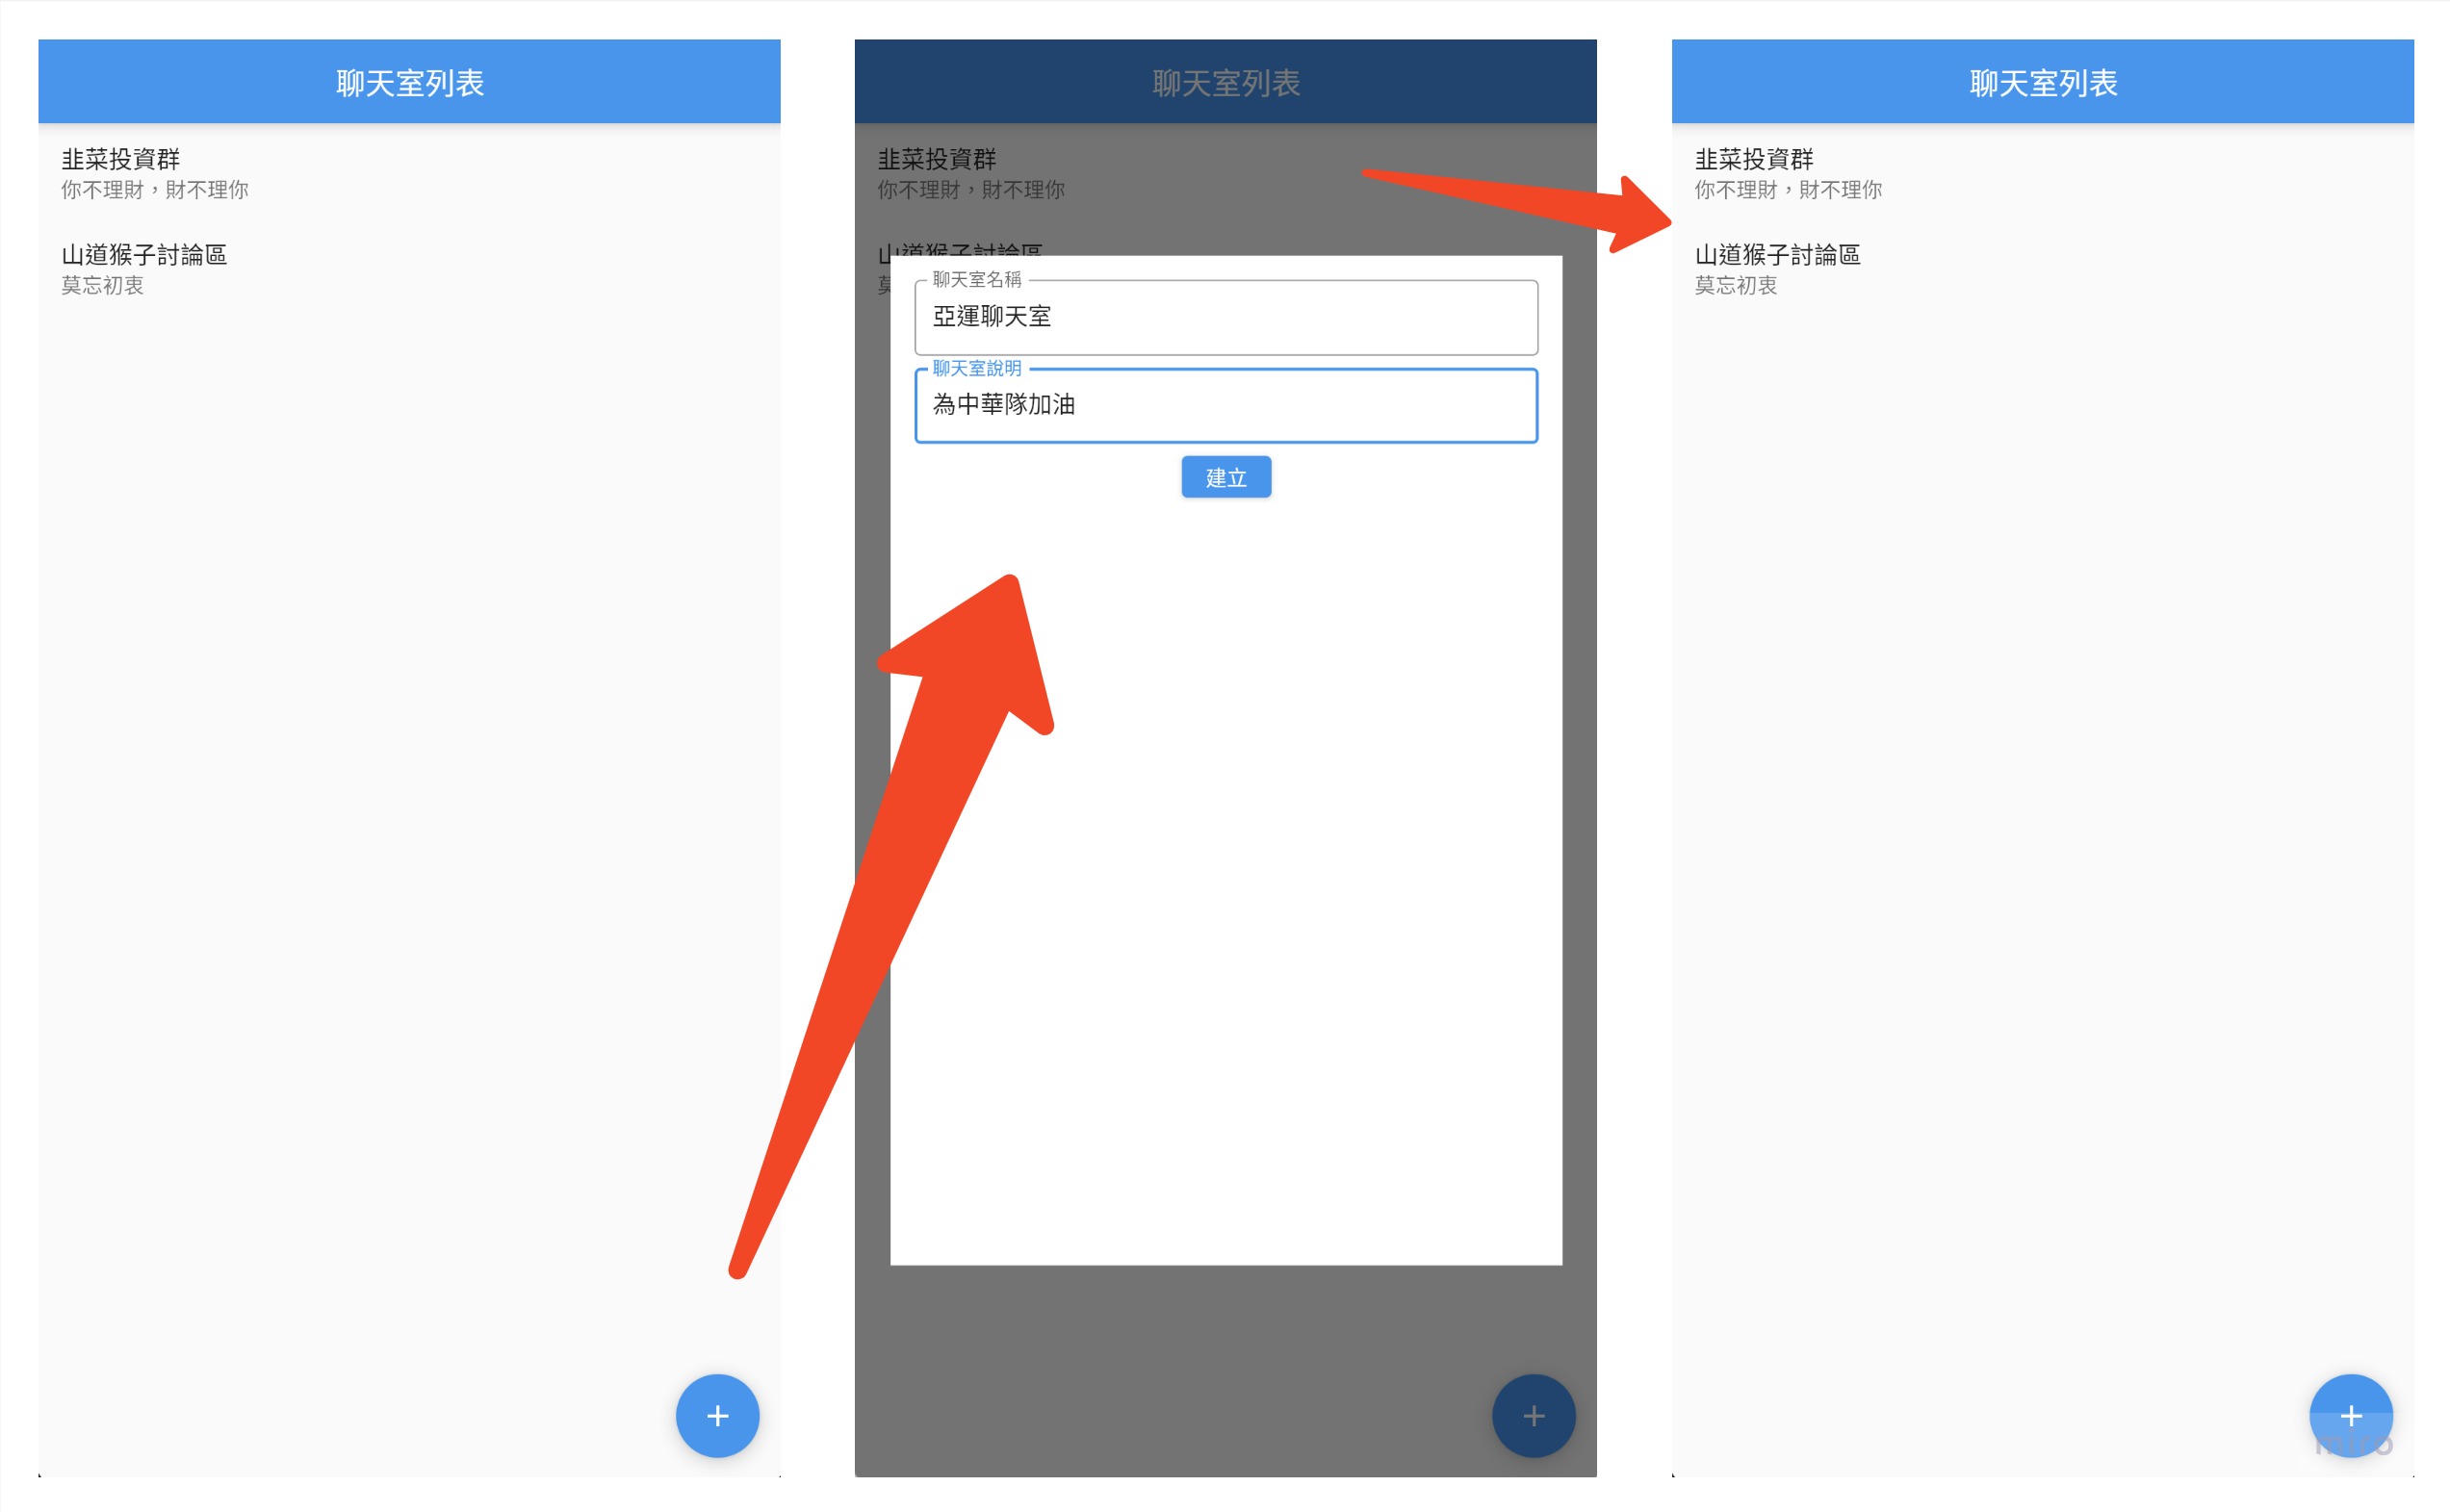 聊天室列表
韭菜投資群
你不理財，財不理你
山道猴子討論區
莫忘初衷
+
聊天室列表
韭菜投資群
你不理財，財不理你
山道猴子討論區
莫
聊天室名稱
亞運聊天室
聊天室說明
為中華隊加油
建立
+
聊天室列表
韭菜投資群
你不理財，財不理你
山道猴子討論區
莫忘初衷
+
miro